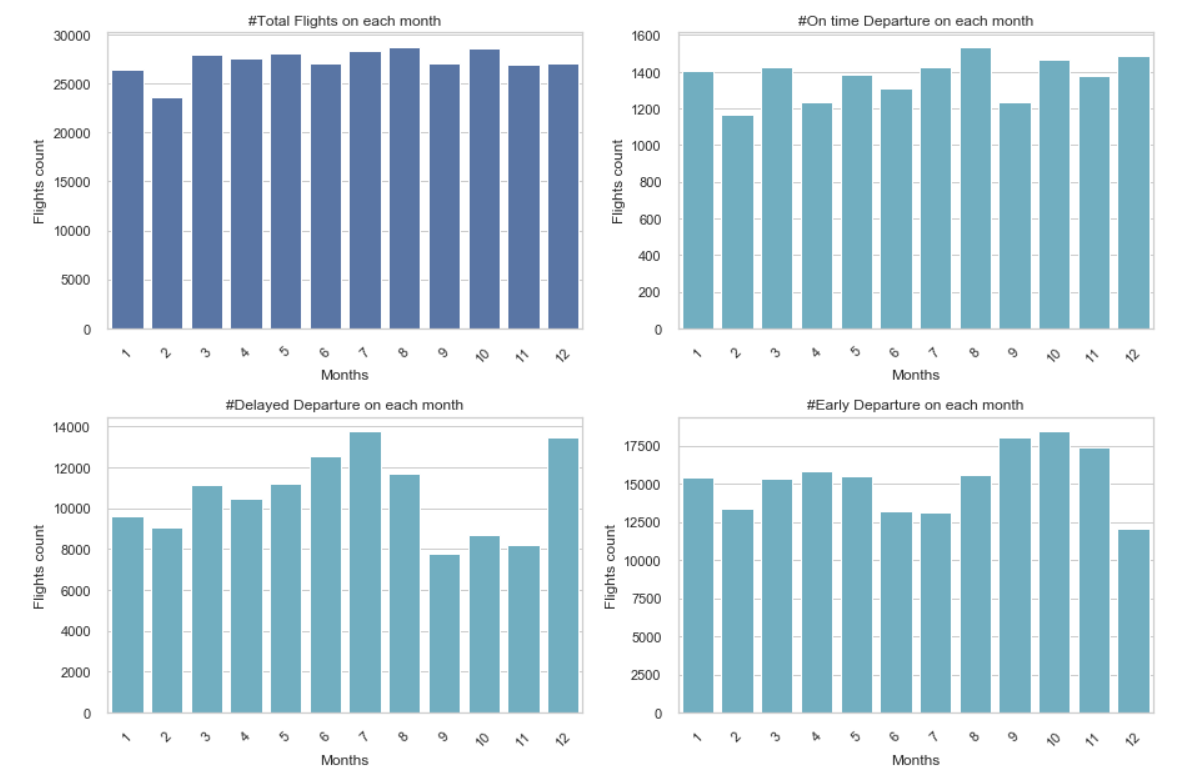 #Total Flights on each month
30000
25000
20000
15000
10000
5000
0
Flights count
1 2 3 4 5 6 7 8 9 10 11 12
Months
#On time Departure on each month
1600
1400
1200
1000
800
600
400
200
0
Flights count
1 2 3 4 5 6 7 8 9 10 11 12
Months
#Delayed Departure on each month
14000
12000
10000
8000
6000
4000
2000
0
Flights count
1 2 3 4 5 6 7 8 9 10 11 12
Months
#Early Departure on each month
17500
15000
12500
10000
7500
5000
2500
0
Flights count
1 2 3 4 5 6 7 8 9 10 11 12
Months